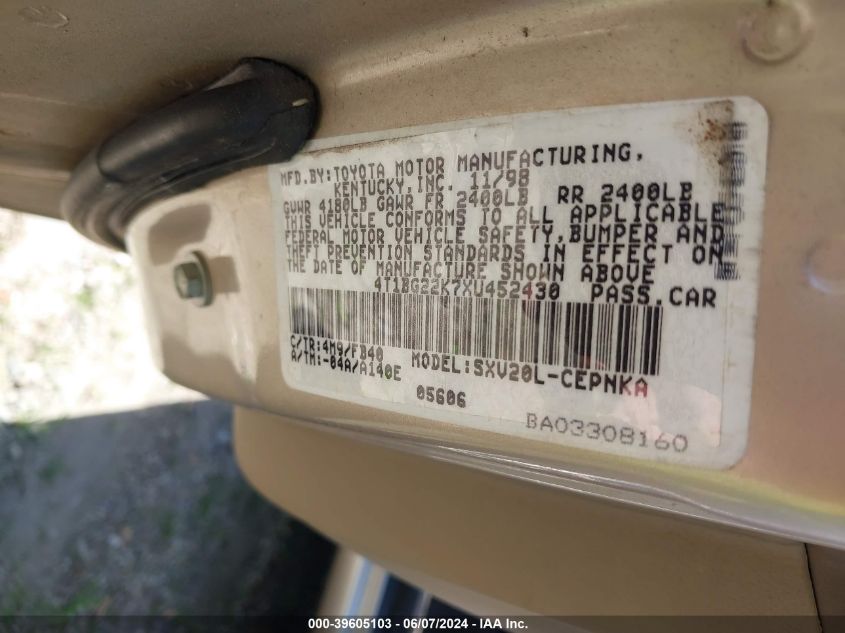 MFD.BY:TOYOTA MOTOR MANUFACTURING,
KENTUCKY,INC. 11/98
GVWR 4180LB GAWR FR 2400LB RR 2400LB
THIS VEHICLE CONFORMS TO ALL APPLICABLE
FEDERAL MOTOR VEHICLE SAFETY,BUMPER AND
THEFT PREVENTION STANDARDS IN EFFECT ON
THE DATE OF MANUFACTURE SHOWN ABOVE
4T1BG22K7XU452430 PASS.CAR
C/TR:4M9/FB40 MODEL:SXV20L-CEPNKA
A/TM:-04A/A140E
05606
BA03308160
000-39605103 - 06/07/2024 - IAA Inc.